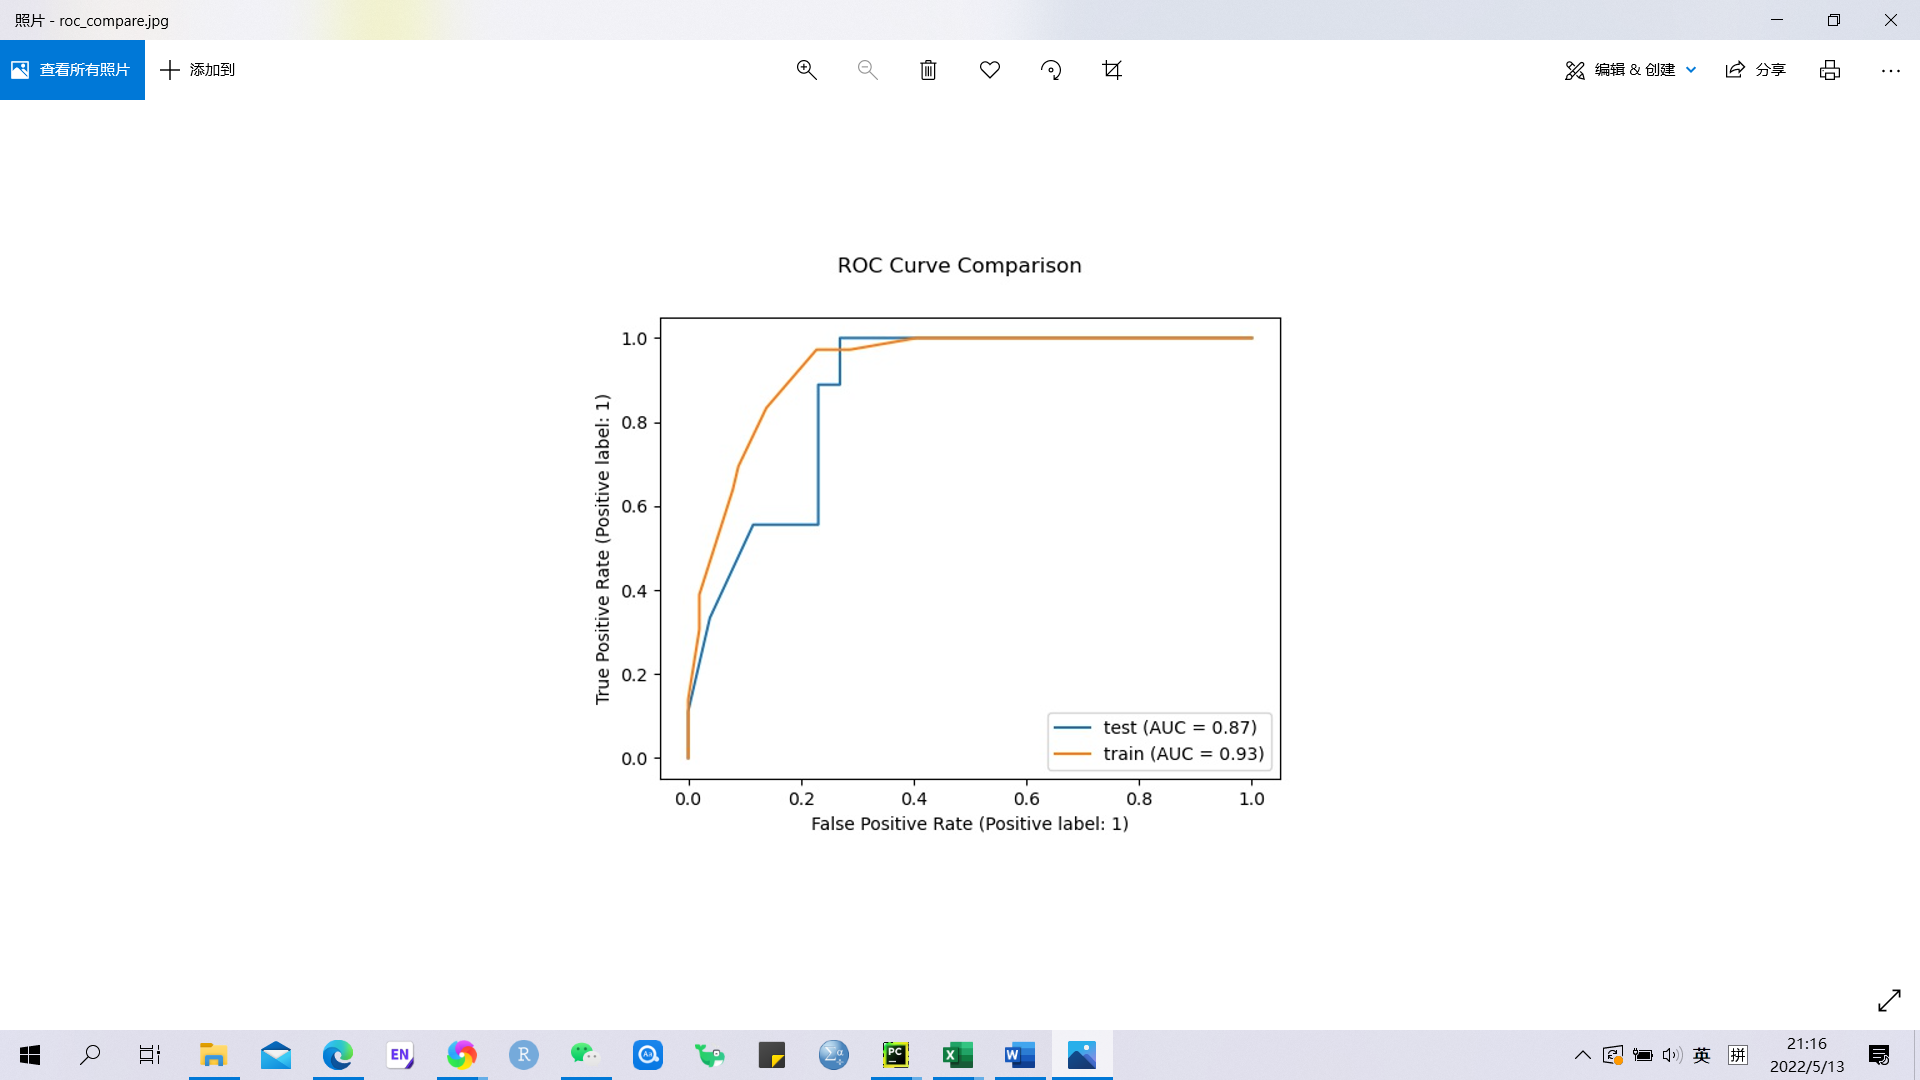 照片 - roc_compare.jpg
查看所有照片
添加到
编辑 & 创建
分享
ROC Curve Comparison
1.0
0.8
0.6
0.4
0.2
0.0
True Positive Rate (Positive label: 1)
test (AUC = 0.87)
train (AUC = 0.93)
0.0 0.2 0.4 0.6 0.8 1.0
False Positive Rate (Positive label: 1)
EN
R
Aa
Σα
PC
X
W
英
拼
21:16
2022/5/13